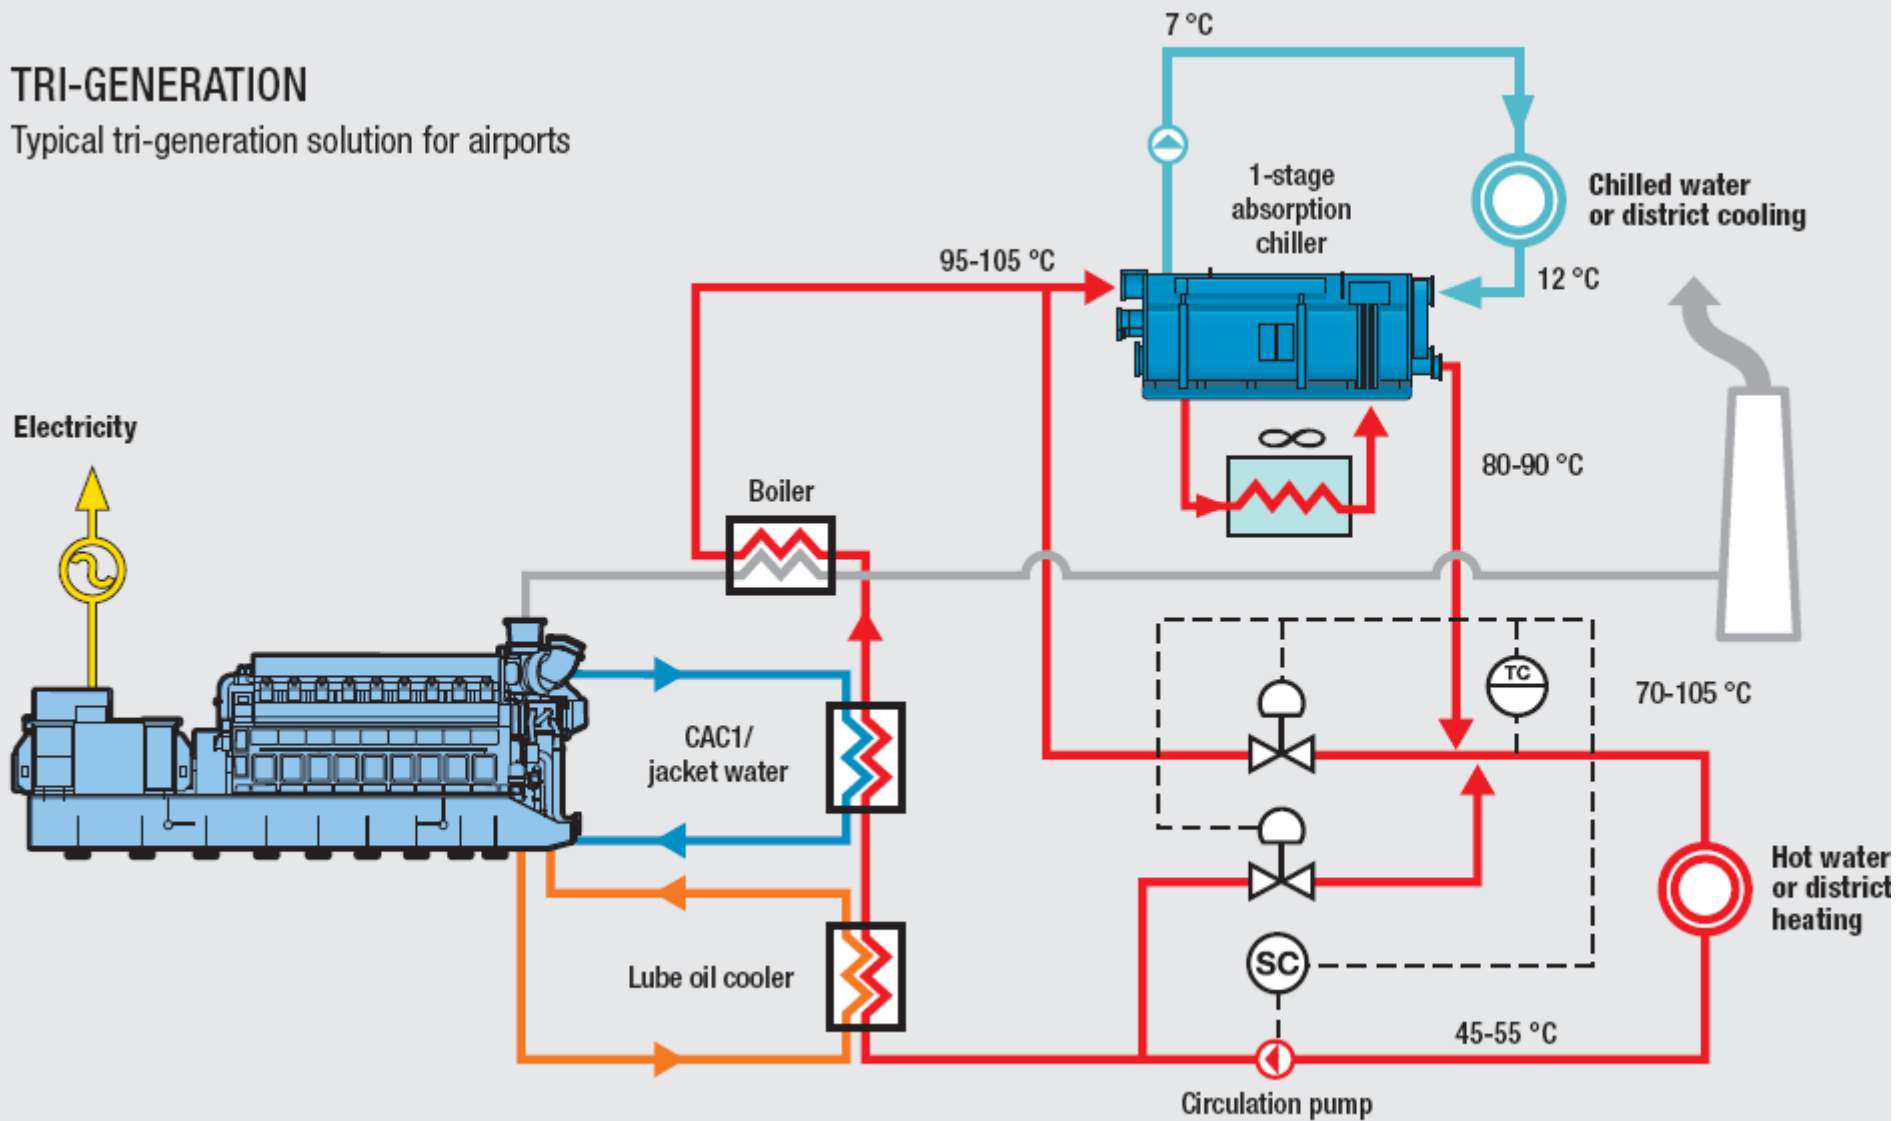 TRI-GENERATION
Typical tri-generation solution for airports
7 °C
1-stage
absorption
chiller
Chilled water
or district cooling
95-105 °C
12 °C
Electricity
80-90 °C
Boiler
TC
70-105 °C
CAC1/
jacket water
Hot water
or district
heating
SC
Lube oil cooler
45-55 °C
Circulation pump